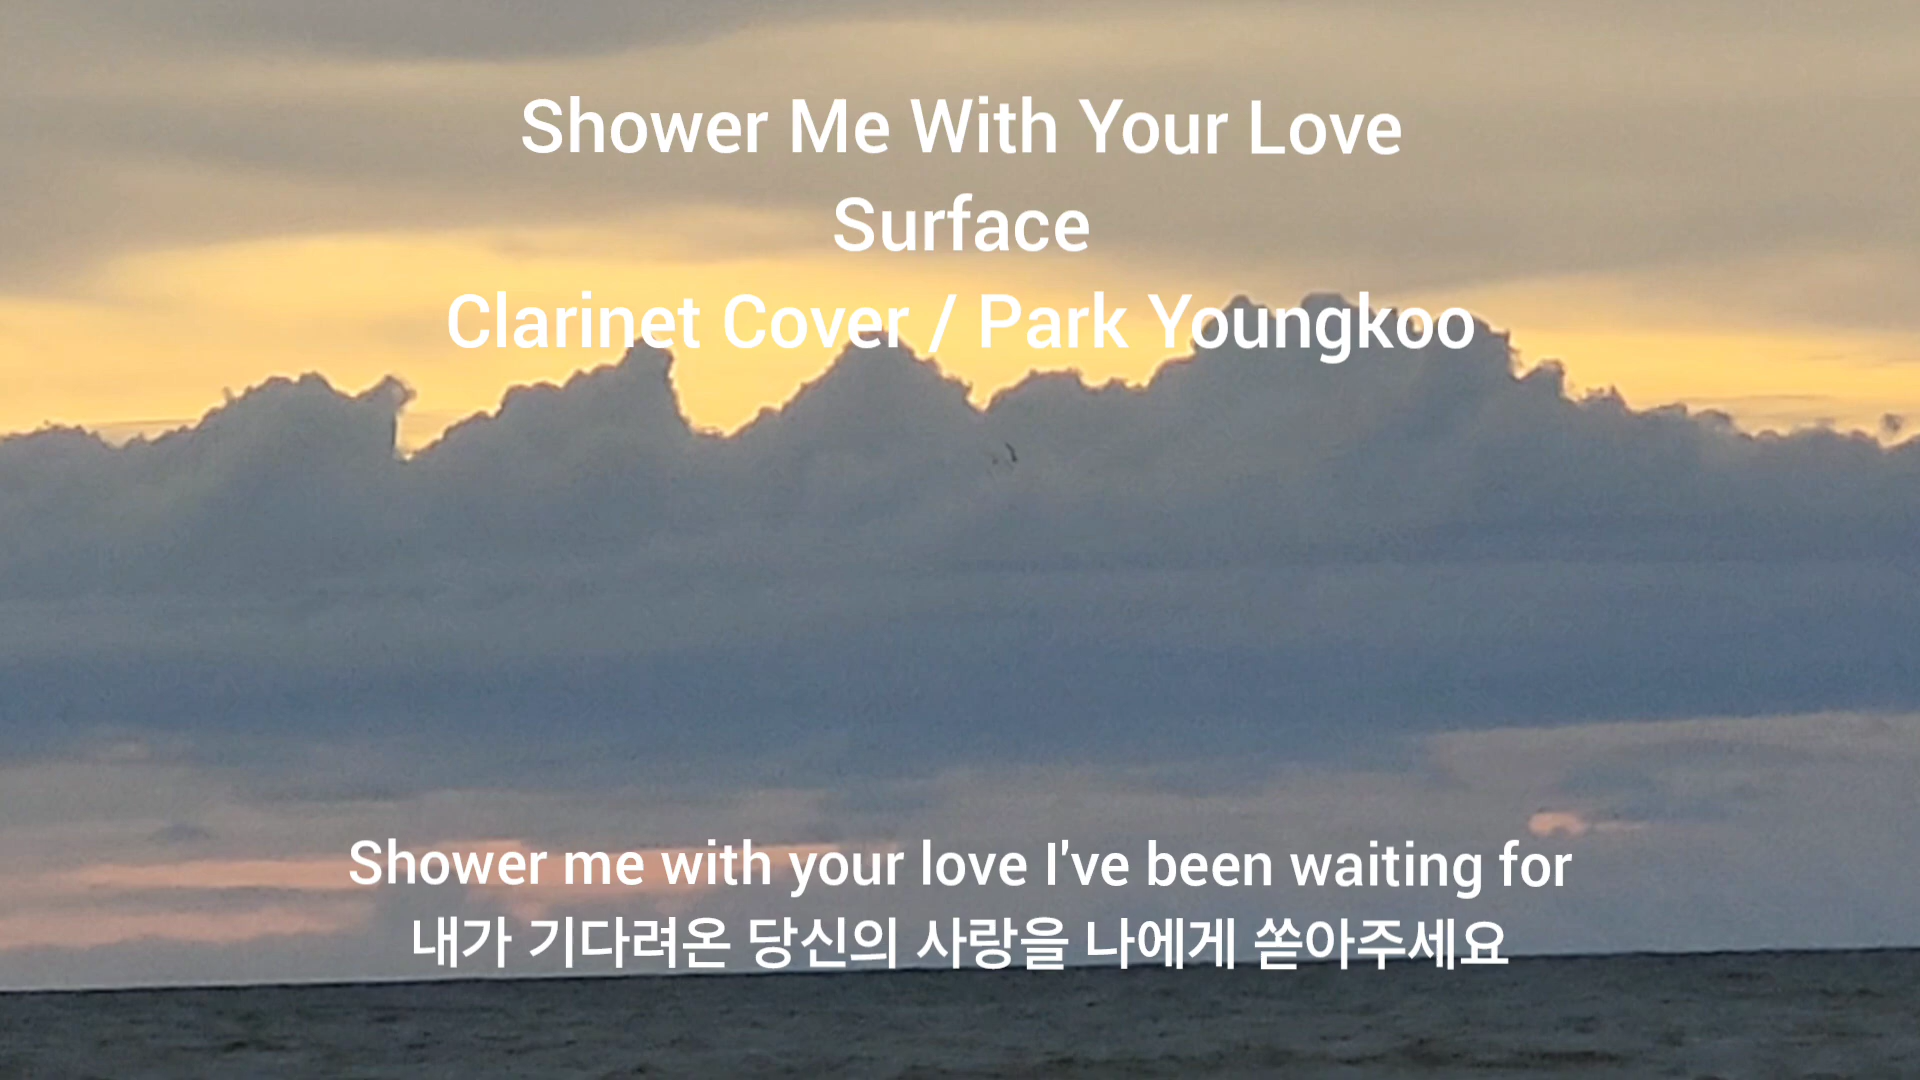 Shower Me With Your Love
Surface
Clarinet Cover / Park Youngkoo
Shower me with your love I've been waiting for
내가 기다려온 당신의 사랑을 나에게 쏟아주세요